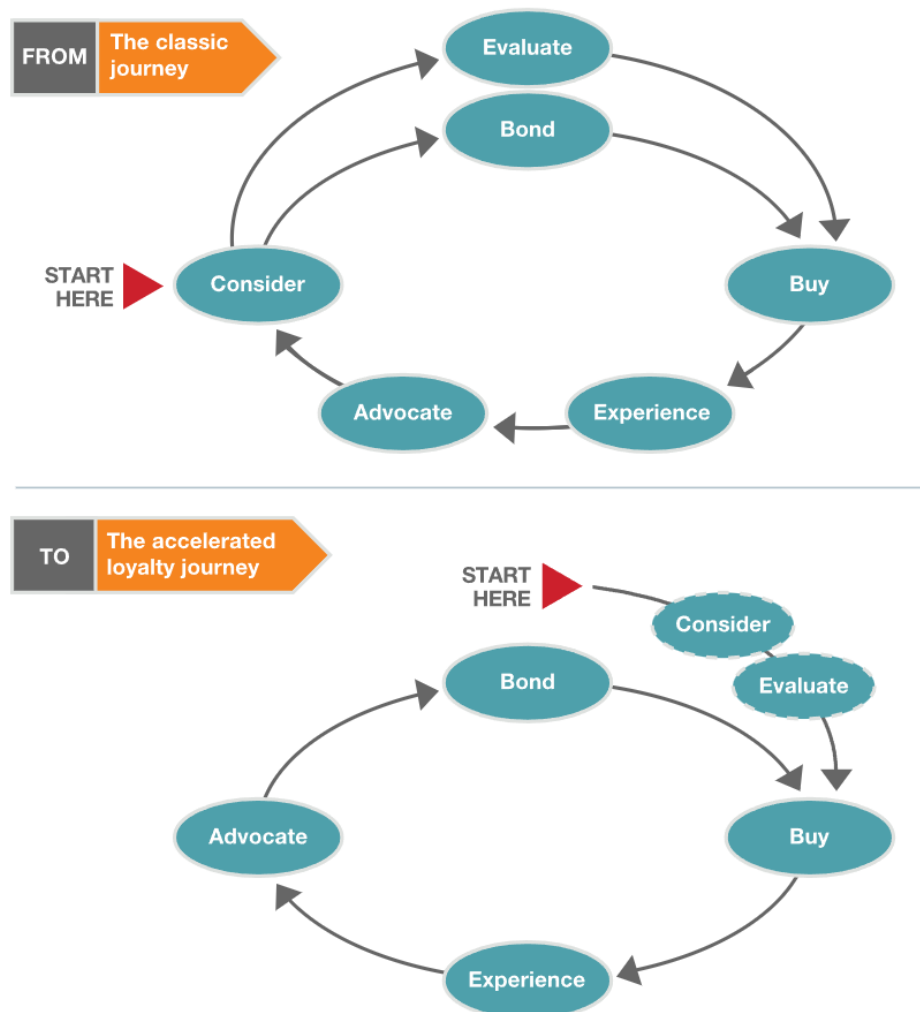 FROM
The classic
journey
Evaluate
Bond
START
HERE
Consider
Buy
Advocate
Experience
TO
The accelerated
loyalty journey
START
HERE
Consider
Evaluate
Bond
Advocate
Buy
Experience